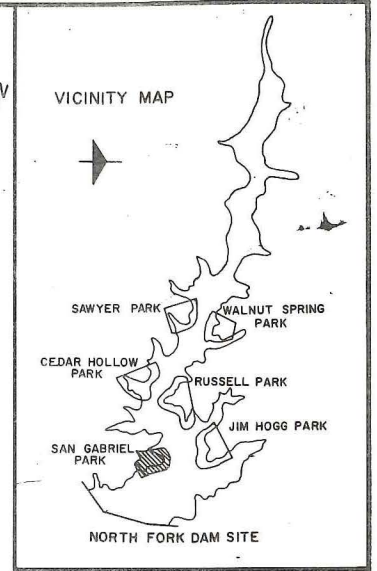 VICINITY MAP
SAWYER PARK
WALNUT SPRING
PARK
CEDAR HOLLOW
PARK
RUSSELL PARK
JIM HOGG PARK
SAN GABRIEL
PARK
NORTH FORK DAM SITE